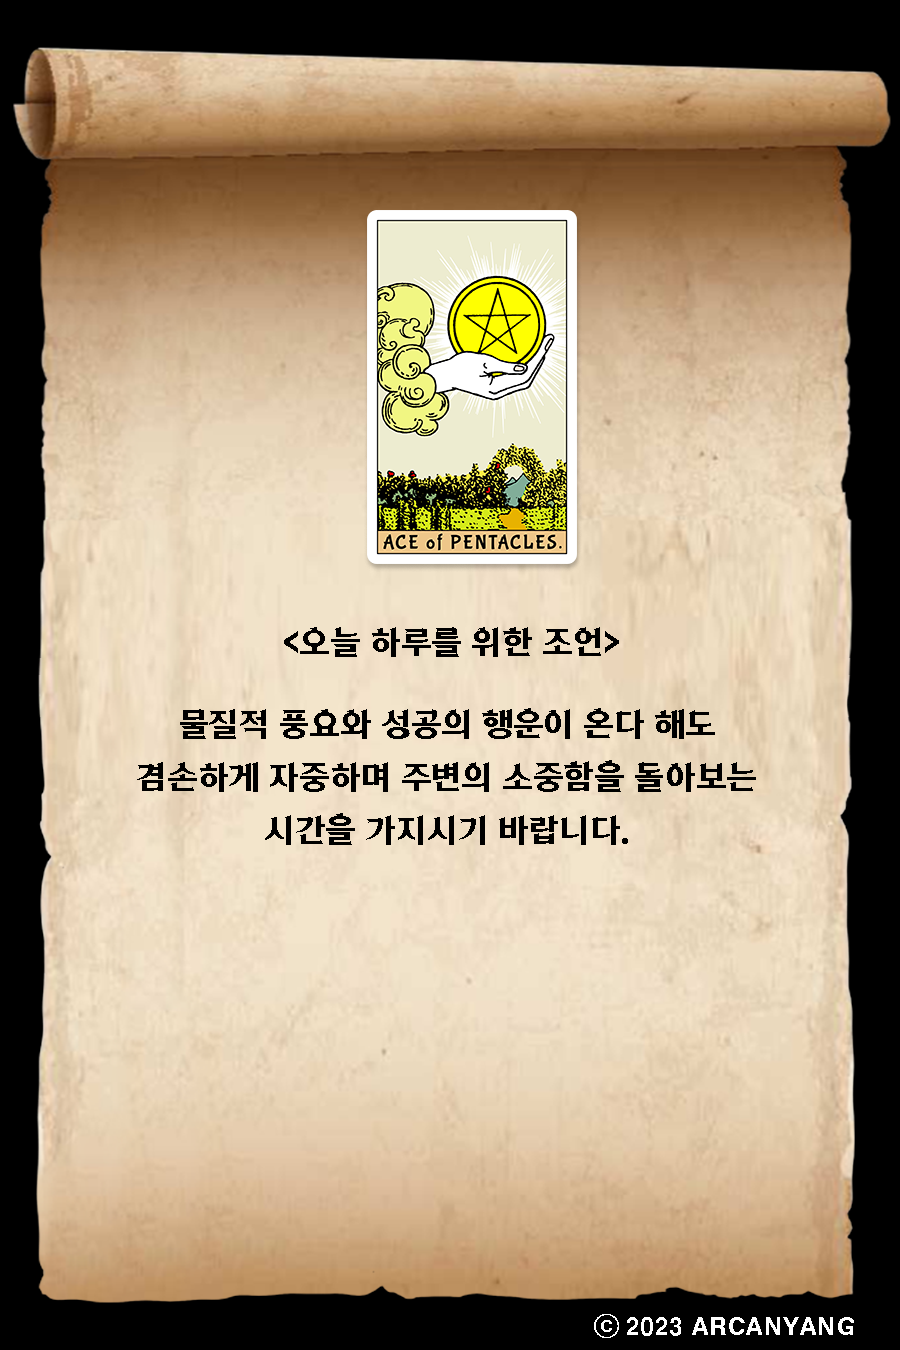 ACE of PENTACLES.
<오늘 하루를 위한 조언>
물질적 풍요와 성공의 행운이 온다 해도
겸손하게 자중하며 주변의 소중함을 돌아보는
시간을 가지시기 바랍니다.
ⓒ 2023 ARCANYANG